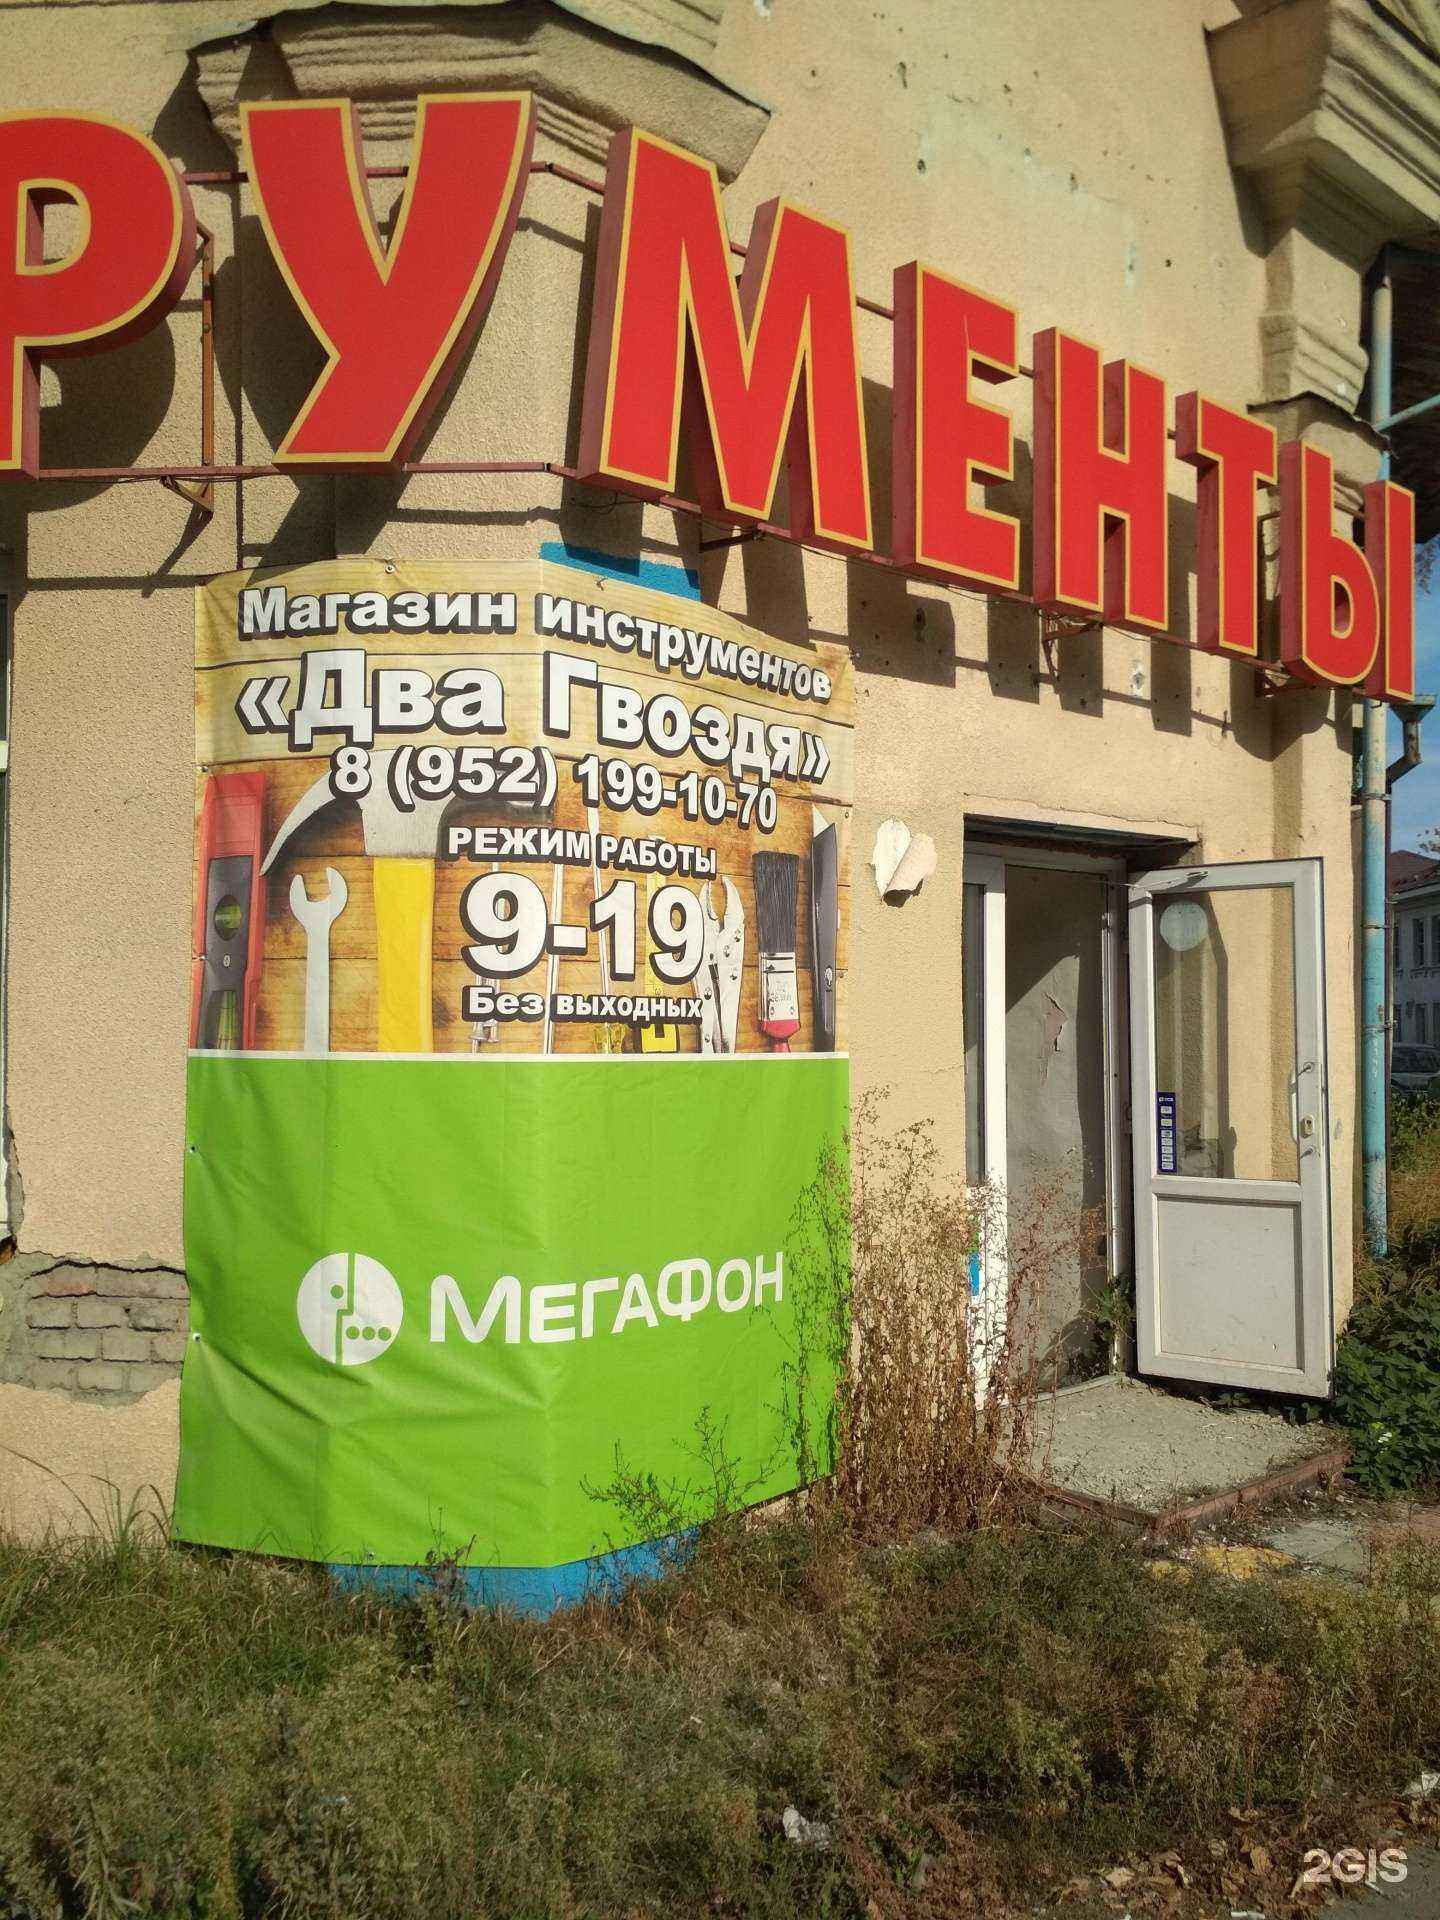 РУМЕНТЫ
Магазин инструментов
«Два Гвоздя»
8 (952) 199-10-70
РЕЖИМ РАБОТЫ
9-19
Без выходных
МЕГАФОН
2GIS